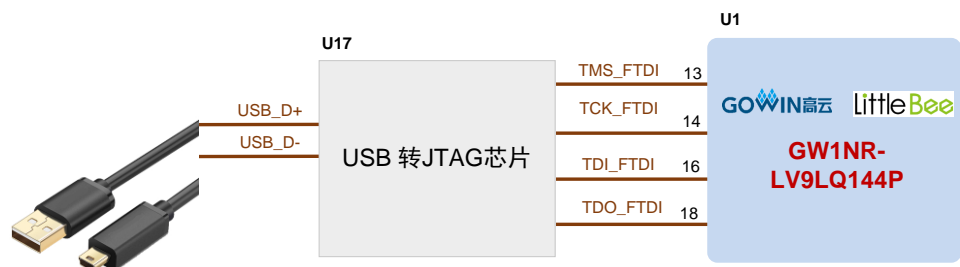 U1
U17
TMS_FTDI 13
GOWIN高云 LittleBee
USB_D+
TCK_FTDI
14
USB_D-
USB 转JTAG芯片
GW1NR-
LV9LQ144P
TDI_FTDI 16
TDO_FTDI 18